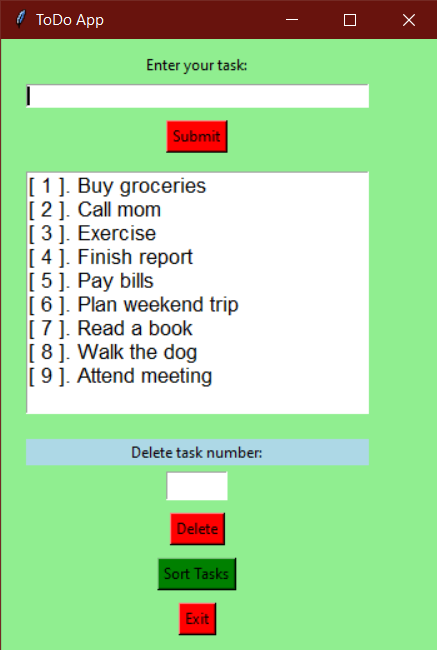 ToDo App
Enter your task:
Submit
[ 1 ]. Buy groceries
[ 2 ]. Call mom
[ 3 ]. Exercise
[ 4 ]. Finish report
[ 5 ]. Pay bills
[ 6 ]. Plan weekend trip
[ 7 ]. Read a book
[ 8 ]. Walk the dog
[ 9 ]. Attend meeting
Delete task number:
Delete
Sort Tasks
Exit